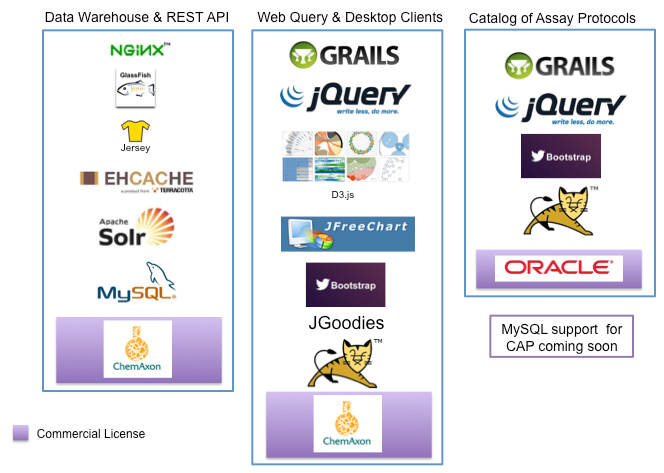 Data Warehouse & REST API
NGiNX™
GlassFish
Jersey
EHCACHE
a product from TERRACOTTA
Apache
Solr
MySQL®
ChemAxon
Web Query & Desktop Clients
GRAILS
jQuery
write less, do more.
D3.js
JFreeChart
Bootstrap
JGoodies
TM
ChemAxon
Catalog of Assay Protocols
GRAILS
jQuery
write less, do more.
Bootstrap
TM
ORACLE®
MySQL support for
CAP coming soon
Commercial License